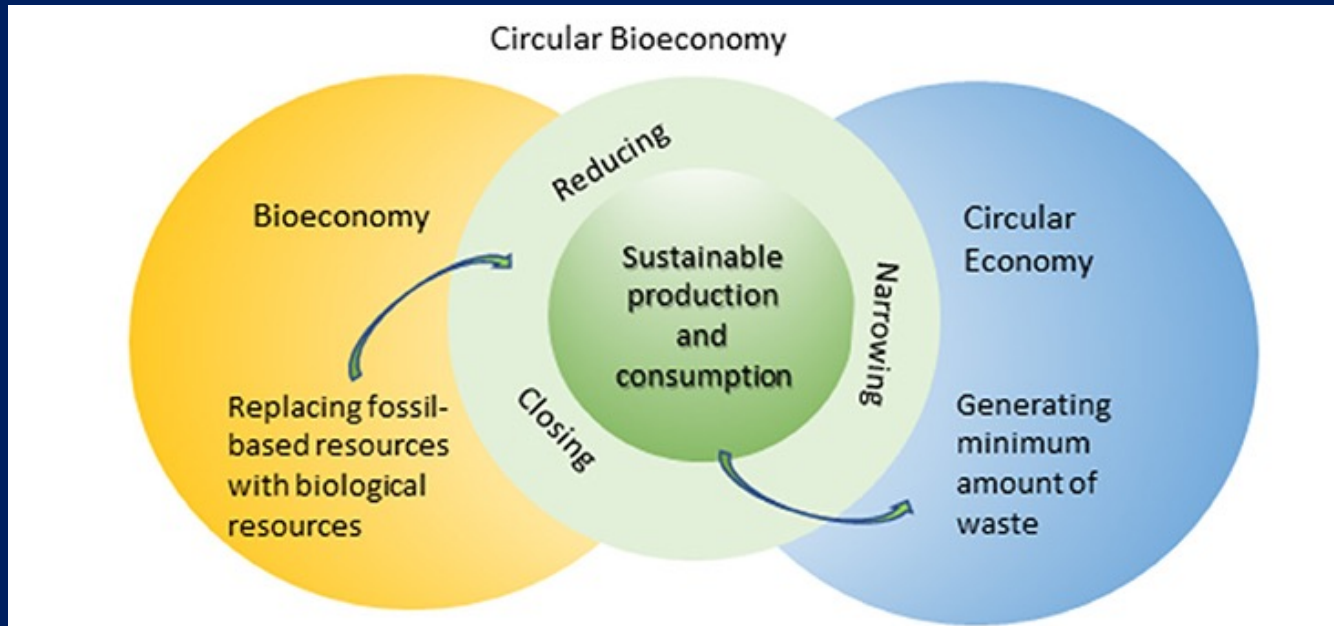 Circular Bioeconomy
Reducing
Bioeconomy
Circular
Economy
Sustainable
production
and
consumption
Narrowing
Closing
Replacing fossil-
based resources
with biological
resources
Generating
minimum
amount of
waste